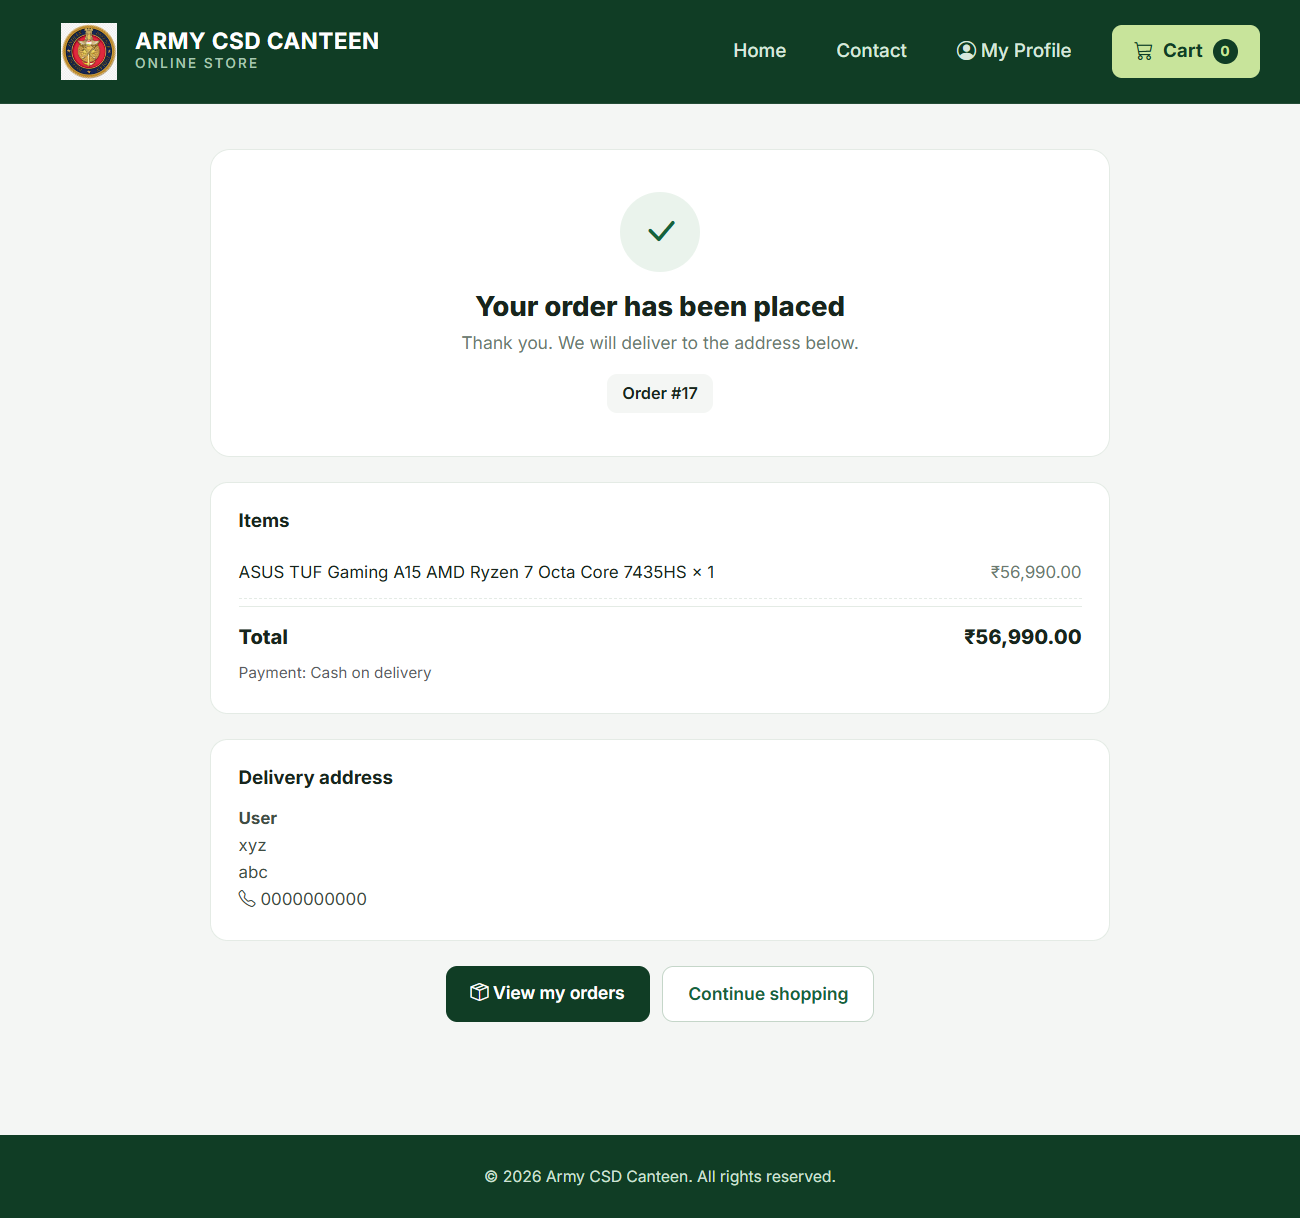 ARMY CSD CANTEEN
ONLINE STORE
Home
Contact
My Profile
Cart 0
Your order has been placed
Thank you. We will deliver to the address below.
Order #17
Items
ASUS TUF Gaming A15 AMD Ryzen 7 Octa Core 7435HS × 1 ₹56,990.00
Total ₹56,990.00
Payment: Cash on delivery
Delivery address
User
xyz
abc
0000000000
View my orders
Continue shopping
© 2026 Army CSD Canteen. All rights reserved.